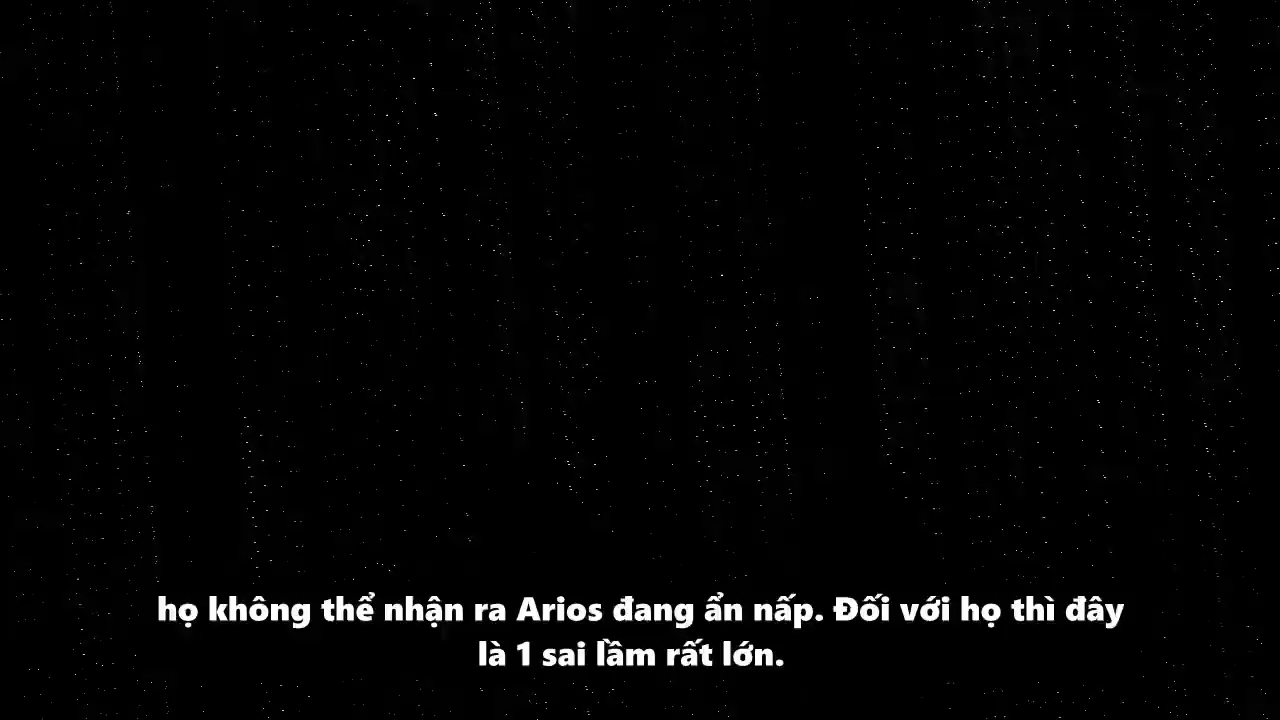 họ không thể nhận ra Arios đang ẩn nấp. Đối với họ thì đây
là 1 sai lầm rất lớn.